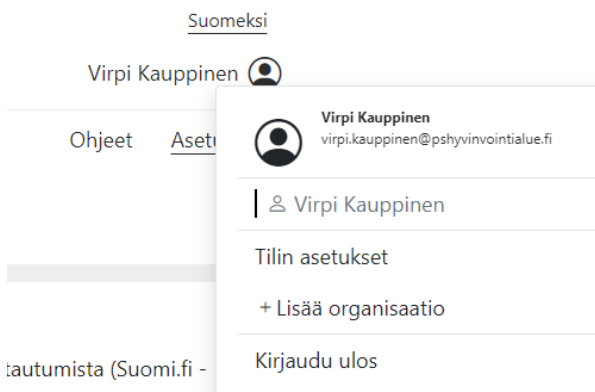 Suomeksi
Virpi Kauppinen
Ohjeet Asetu
Virpi Kauppinen
virpi.kauppinen@pshyvinvointialue.fi
Virpi Kauppinen
Tilin asetukset
+ Lisää organisaatio
Kirjaudu ulos
tautumista (Suomi.fi -